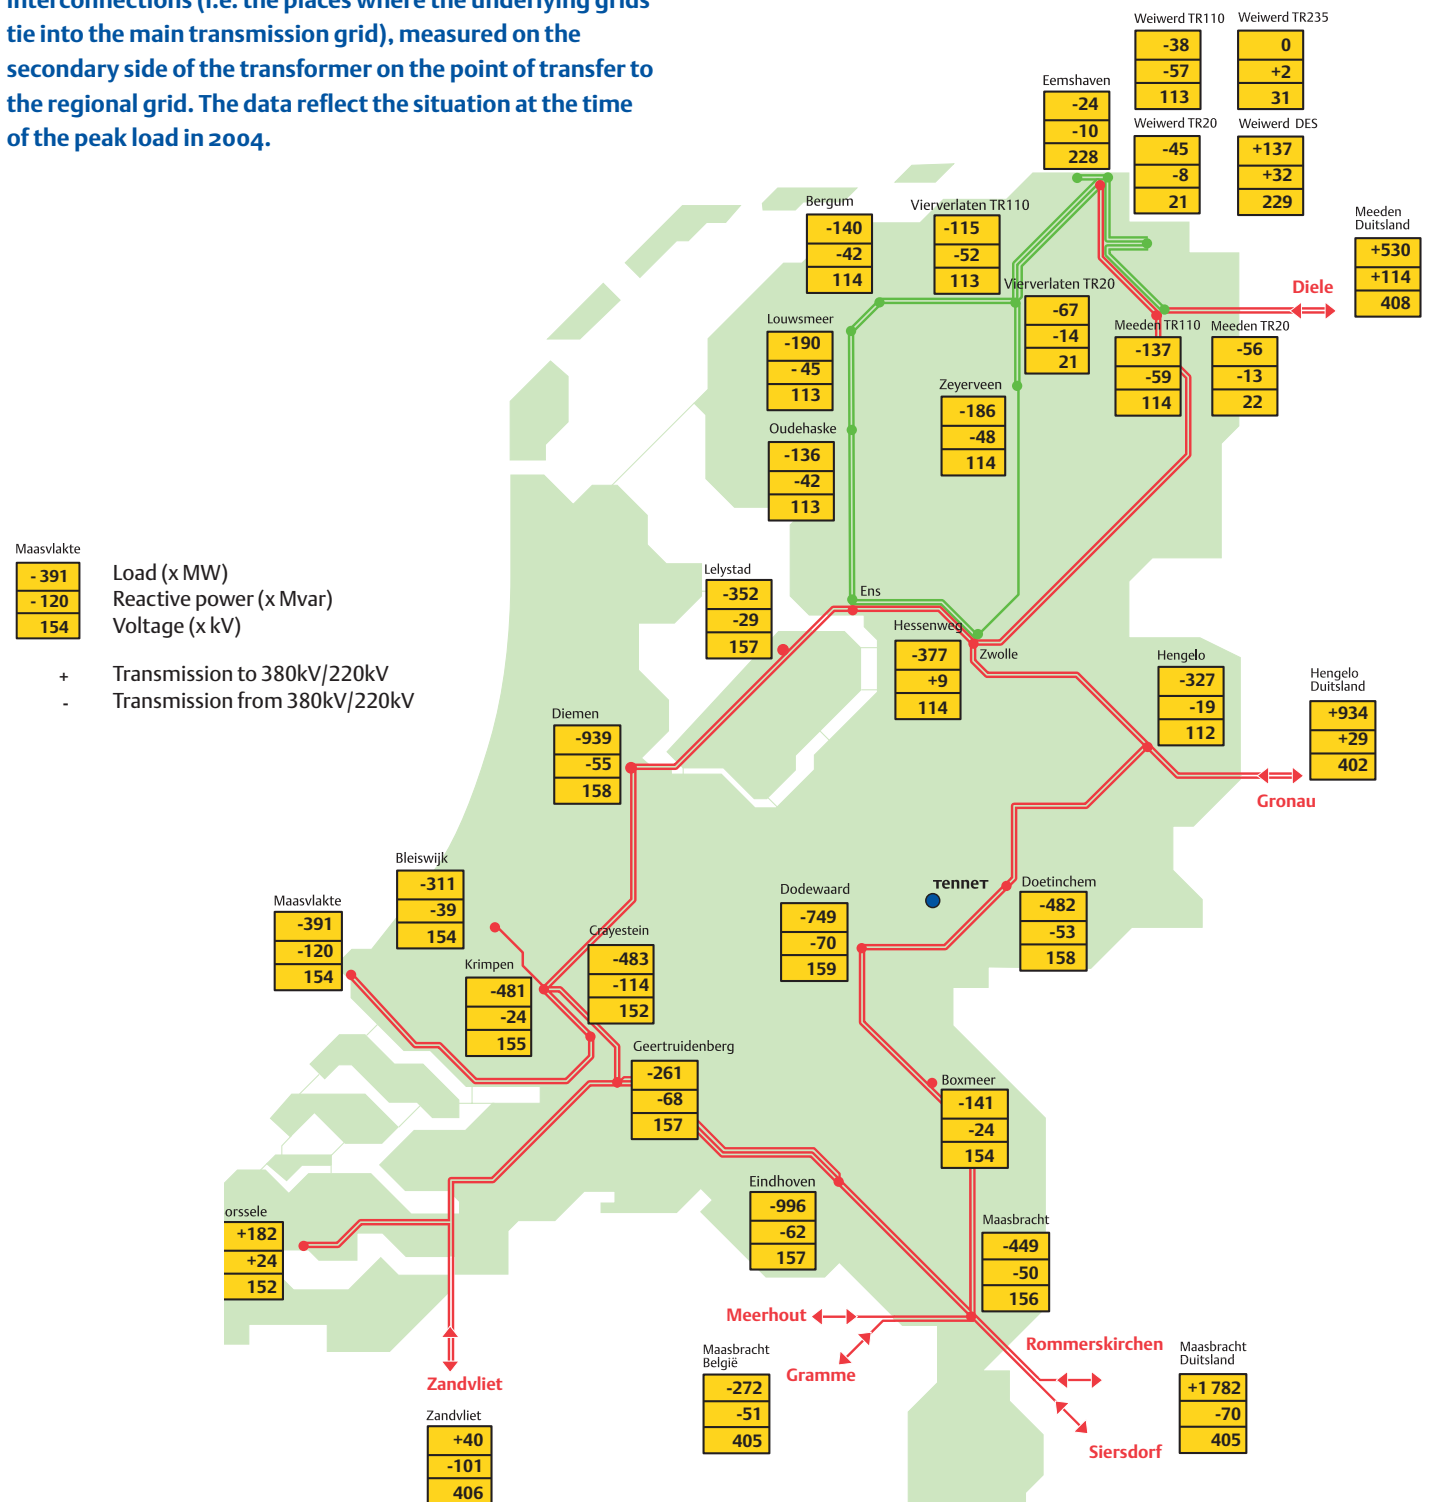 interconnections (i.e. the places where the underlying grids
tie into the main transmission grid), measured on the
secondary side of the transformer on the point of transfer to
the regional grid. The data reflect the situation at the time
of the peak load in 2004.
Weiwerd TR110
-38
-57
113
Weiwerd TR235
0
+2
31
Eemshaven
-24
-10
228
Weiwerd TR20
-45
-8
21
Weiwerd DES
+137
+32
229
Bergum
-140
-42
114
Vierverlaten TR110
-115
-52
113
Meeden
Duitsland
+530
+114
408
Diele
Vierverlaten TR20
-67
-14
21
Louwsmeer
-190
- 45
113
Meeden TR110
-137
-59
114
Meeden TR20
-56
-13
22
Zeyerveen
-186
-48
114
Oudehaske
-136
-42
113
Maasvlakte
- 391
- 120
154
Load (x MW)
Reactive power (x Mvar)
Voltage (x kV)
+ Transmission to 380kV/220kV
- Transmission from 380kV/220kV
Lelystad
-352
-29
157
Ens
Hessenweg
-377
+9
114
Zwolle
Hengelo
-327
-19
112
Hengelo
Duitsland
+934
+29
402
Gronau
Diemen
-939
-55
158
Bleiswijk
-311
-39
154
Maasvlakte
-391
-120
154
Dodewaard
-749
-70
159
TenneT
Doetinchem
-482
-53
158
Crayestein
-483
-114
152
Krimpen
-481
-24
155
Geertruidenberg
-261
-68
157
Boxmeer
-141
-24
154
Eindhoven
-996
-62
157
orssele
+182
+24
152
Maasbracht
-449
-50
156
Meerhout
Gramme
Rommerskirchen
Siersdorf
Maasbracht
België
-272
-51
405
Maasbracht
Duitsland
+1 782
-70
405
Zandvliet
Zandvliet
+40
-101
406